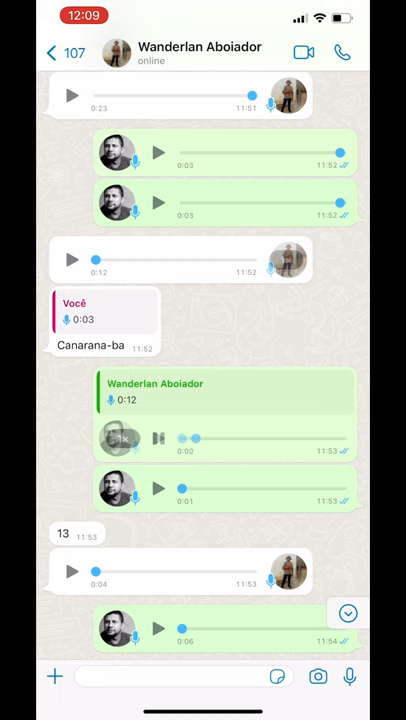 12:09
107
Wanderlan Aboiador
online
0:23 11:51
0:03 11:52
0:03 11:52
0:12 11:52
Você
0:03
Canarana-ba 11:52
Wanderlan Aboiador
0:12
0:02 11:53
0:01 11:53
13 11:53
0:04 11:53
0:06 11:54